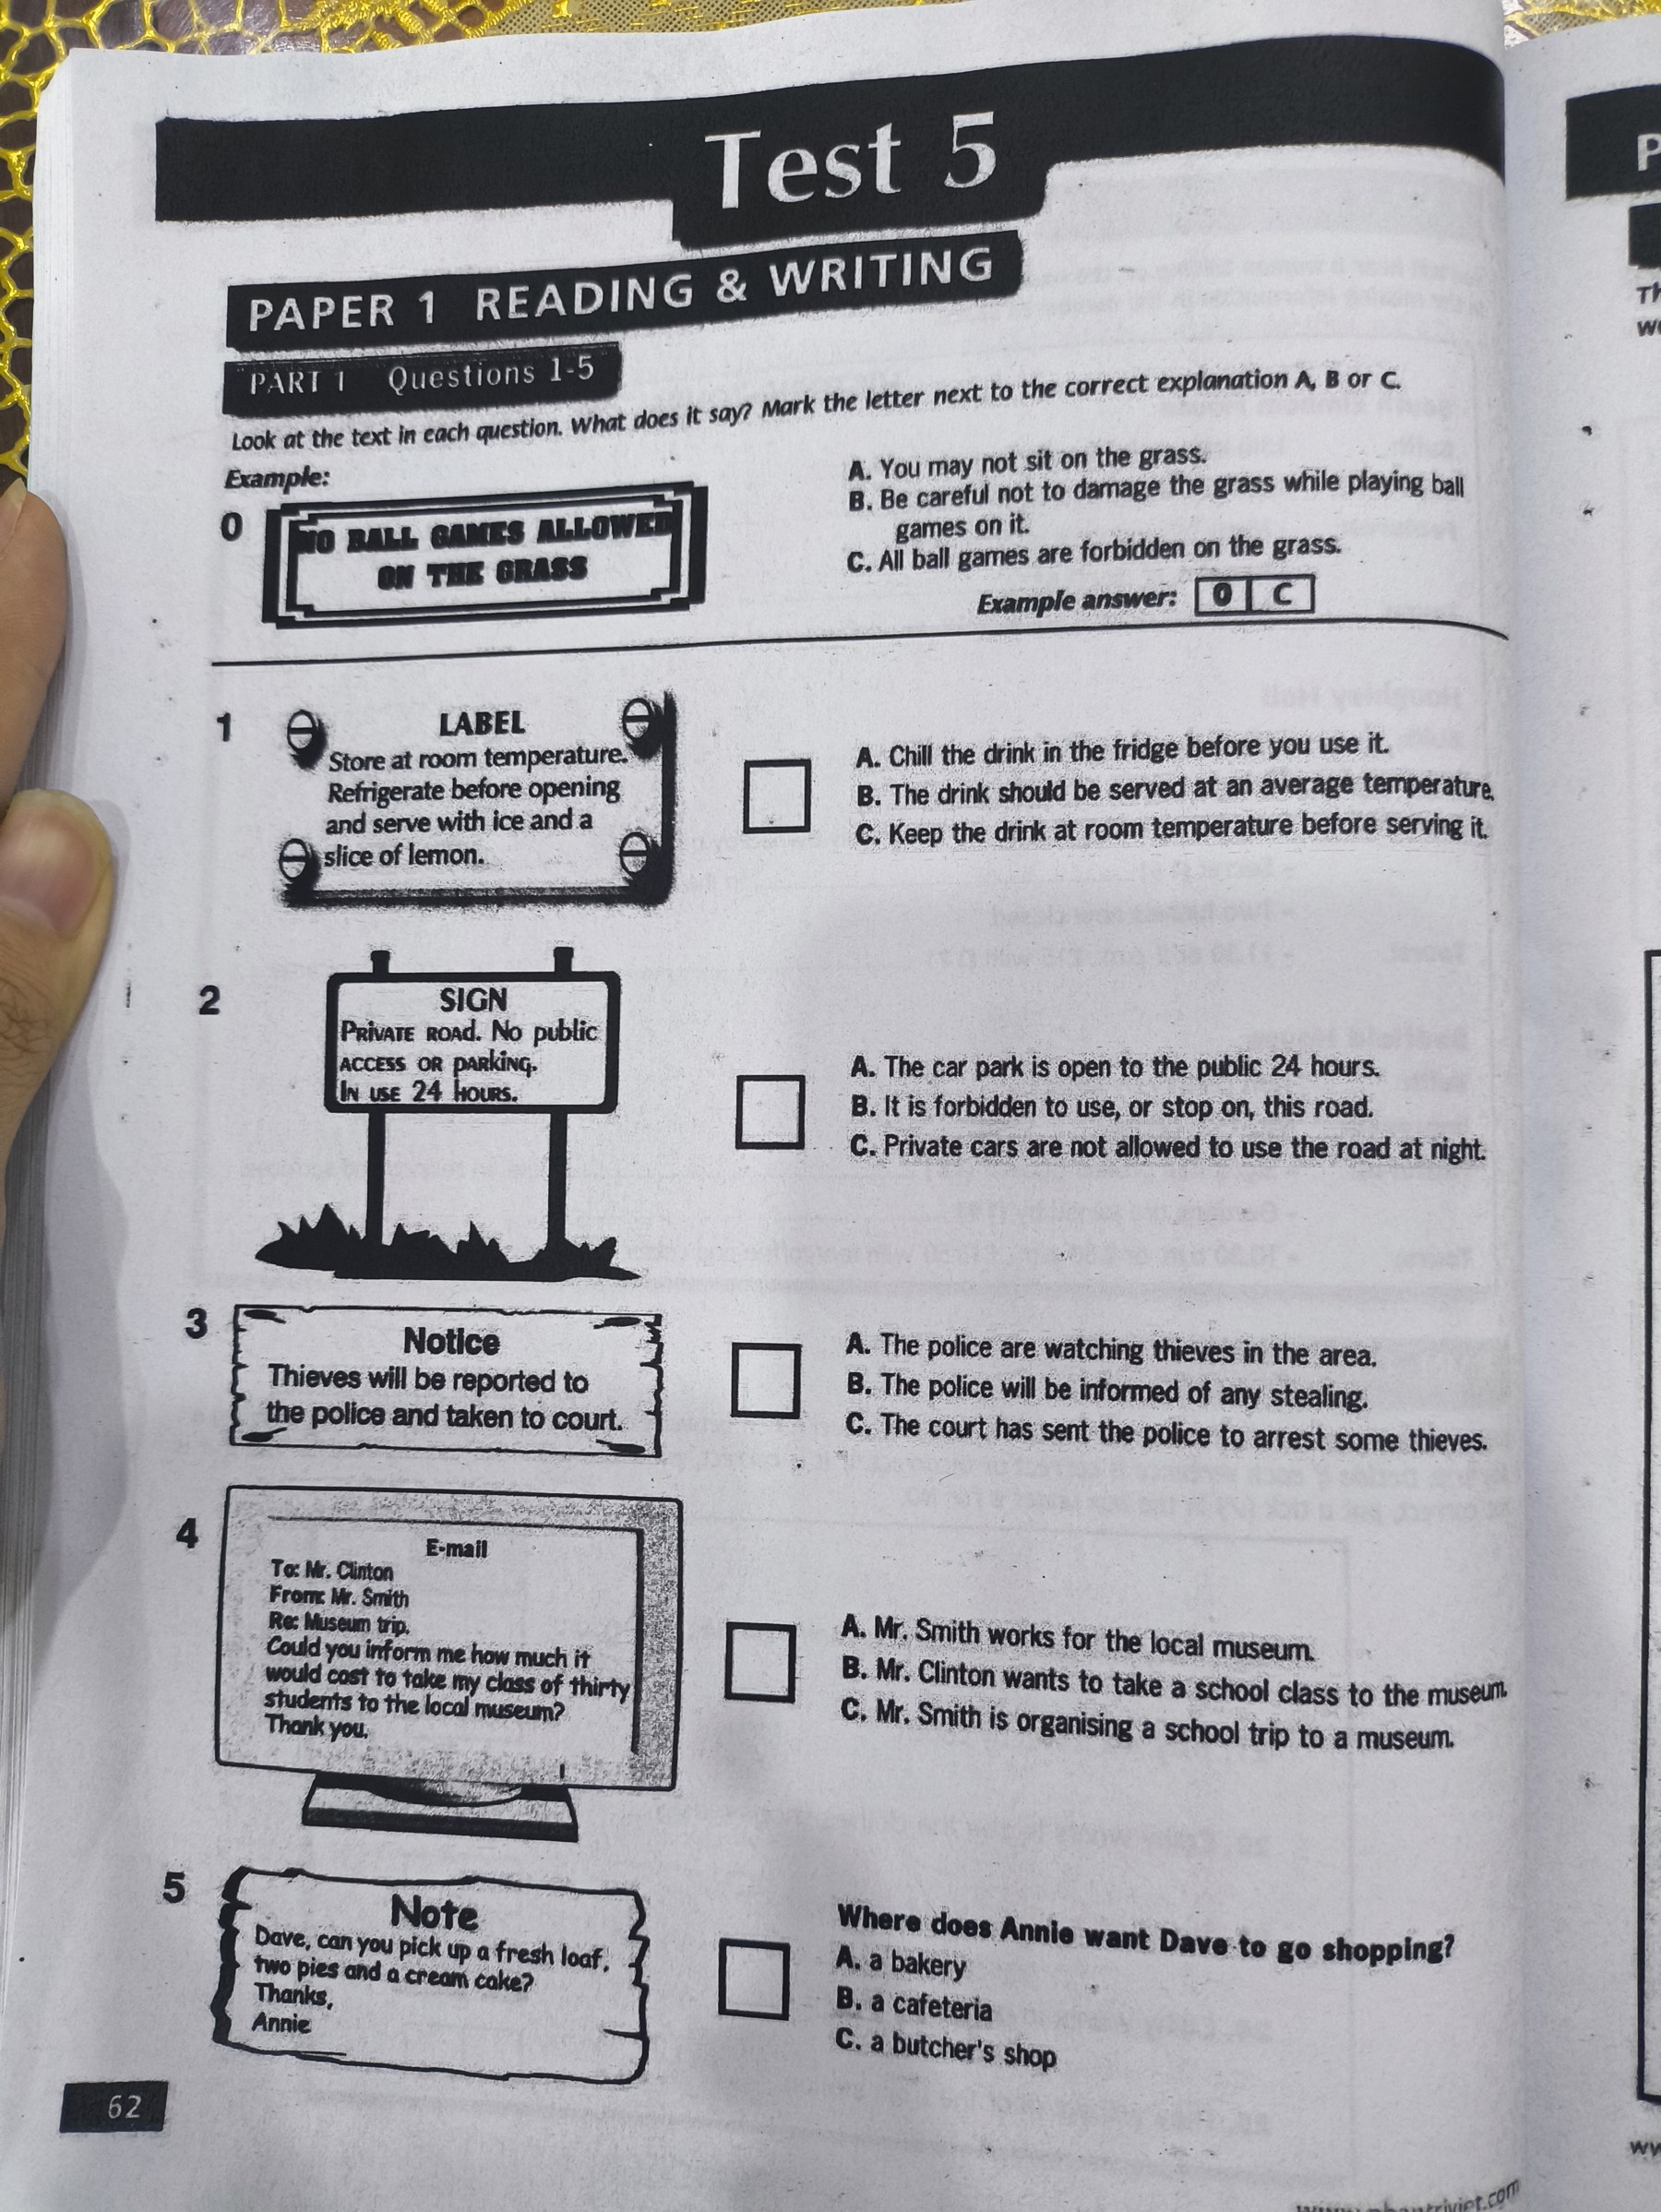 Test 5
PAPER 1 READING & WRITING
PART 1 Questions 1-5
Look at the text in each question. What does it say? Mark the letter next to the correct explanation A, B or C.
Example:
0
NO BALL GAMES ALLOWED
ON THE GRASS
A. You may not sit on the grass.
B. Be careful not to damage the grass while playing ball
games on it.
C. All ball games are forbidden on the grass.
Example answer: 0 C
1
LABEL
Store at room temperature.
Refrigerate before opening
and serve with ice and a
slice of lemon.
A. Chill the drink in the fridge before you use it.
B. The drink should be served at an average temperature.
C. Keep the drink at room temperature before serving it.
2
SIGN
Private road. No public
access or parking.
In use 24 hours.
A. The car park is open to the public 24 hours.
B. It is forbidden to use, or stop on, this road.
C. Private cars are not allowed to use the road at night.
3
Notice
Thieves will be reported to
the police and taken to court.
A. The police are watching thieves in the area.
B. The police will be informed of any stealing.
C. The court has sent the police to arrest some thieves.
4
E-mail
To: Mr. Clinton
From: Mr. Smith
Re: Museum trip.
Could you inform me how much it
would cost to take my class of thirty
students to the local museum?
Thank you.
A. Mr. Smith works for the local museum.
B. Mr. Clinton wants to take a school class to the museum.
C. Mr. Smith is organising a school trip to a museum.
5
Note
Dave, can you pick up a fresh loaf,
two pies and a cream cake?
Thanks,
Annie
Where does Annie want Dave to go shopping?
A. a bakery
B. a cafeteria
C. a butcher's shop
62